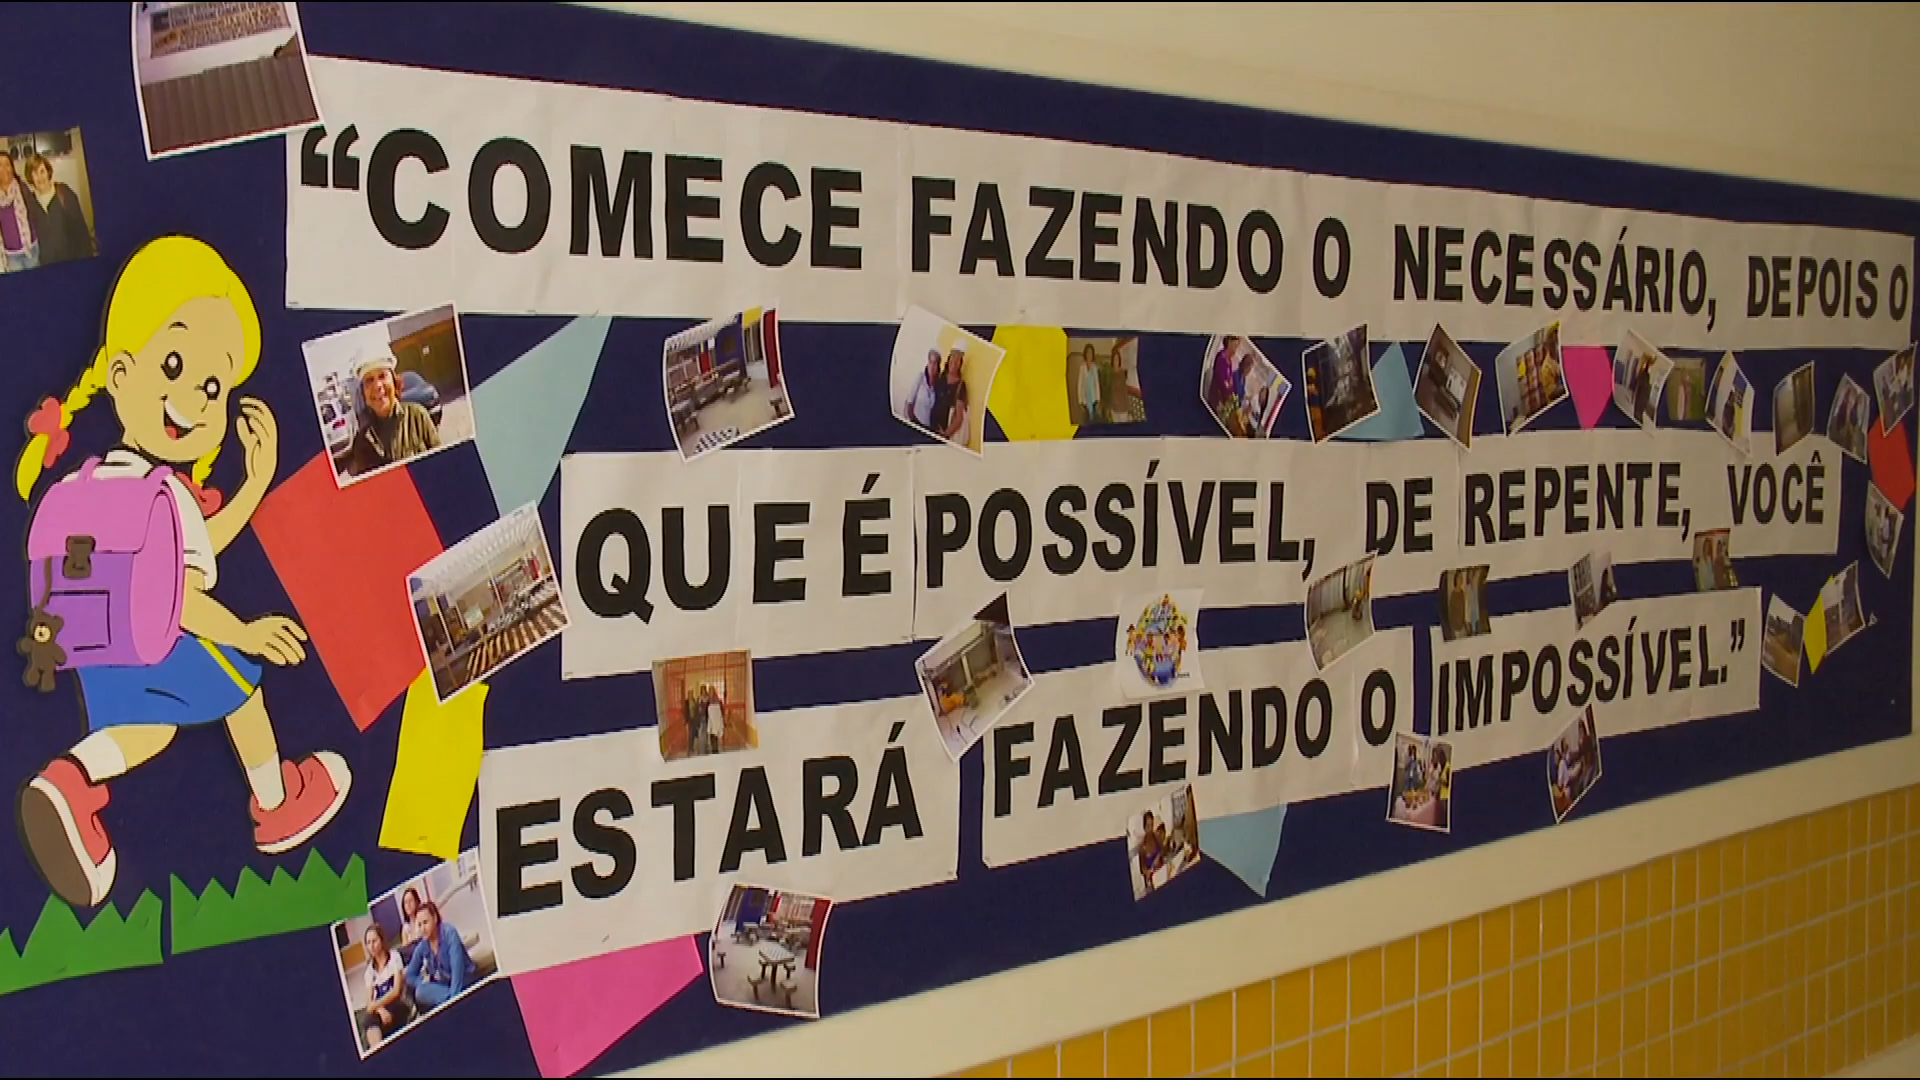 “COMECE FAZENDO O NECESSÁRIO, DEPOIS O
QUE É POSSÍVEL, DE REPENTE, VOCÊ
ESTARÁ FAZENDO O IMPOSSÍVEL.”